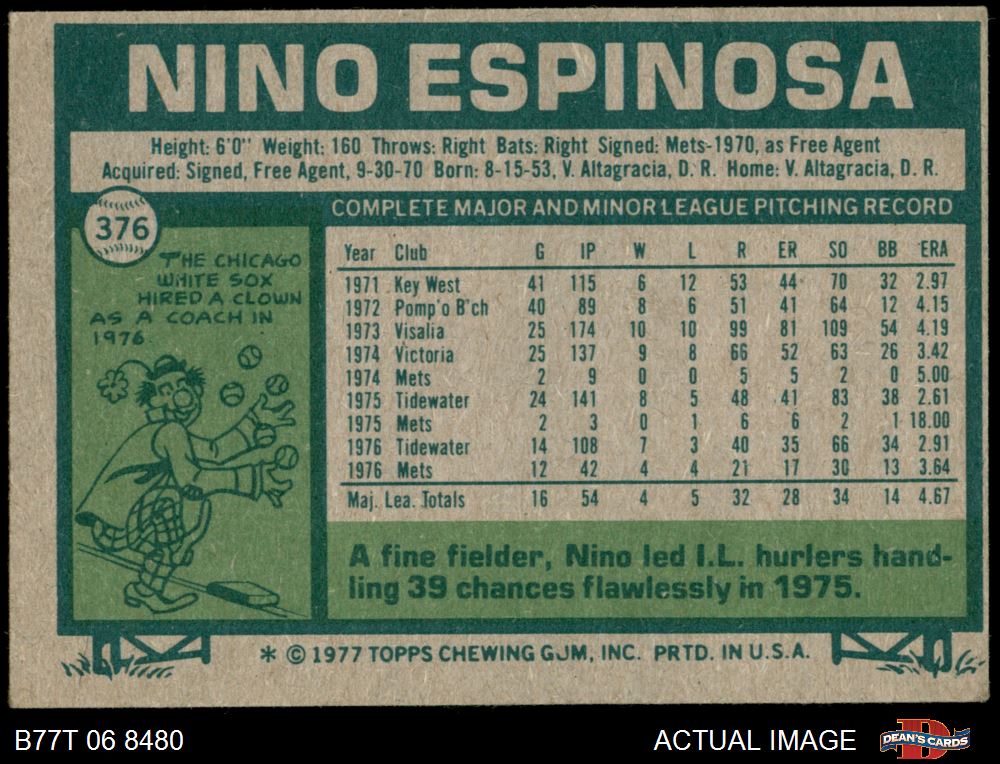 NINO ESPINOSA
Height: 6'0" Weight: 160 Throws: Right Bats: Right Signed: Mets-1970, as Free Agent
Acquired: Signed, Free Agent, 9-30-70 Born: 8-15-53, V. Altagracia, D. R. Home: V. Altagracia, D. R.
376
THE CHICAGO
WHITE SOX
HIRED A CLOWN
AS A COACH IN
1976
COMPLETE MAJOR AND MINOR LEAGUE PITCHING RECORD
Year Club G IP W L R ER SO BB ERA
1971 Key West 41 115 6 12 53 44 70 32 2.97
1972 Pomp'o B'ch 40 89 8 6 51 41 64 12 4.15
1973 Visalia 25 174 10 10 99 81 109 54 4.19
1974 Victoria 25 137 9 8 66 52 63 26 3.42
1974 Mets 2 9 0 0 5 5 2 0 5.00
1975 Tidewater 24 141 8 5 48 41 83 38 2.61
1975 Mets 2 3 0 1 6 6 2 1 18.00
1976 Tidewater 14 108 7 3 40 35 66 34 2.91
1976 Mets 12 42 4 4 21 17 30 13 3.64
Maj. Lea. Totals 16 54 4 5 32 28 34 14 4.67
A fine fielder, Nino led I.L. hurlers hand-
ling 39 chances flawlessly in 1975.
* © 1977 TOPPS CHEWING GUM, INC. PRTD. IN U.S.A.
B77T 06 8480
ACTUAL IMAGE
D
DEAN'S CARDS